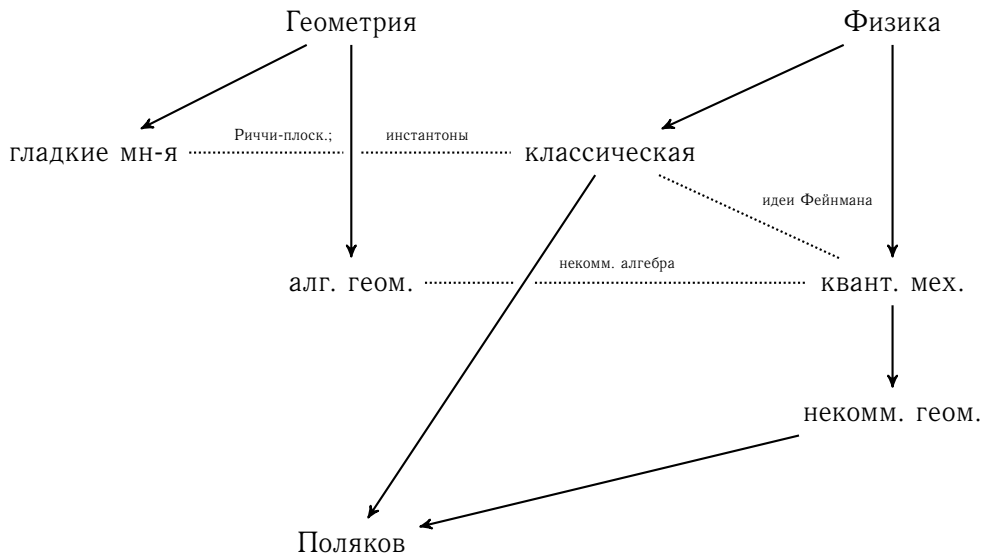 Геометрия
Физика
Риччи-плоск.;
инстантоны
гладкие мн-я
классическая
идеи Фейнмана
некомм. алгебра
алг. геом.
квант. мех.
некомм. геом.
Поляков